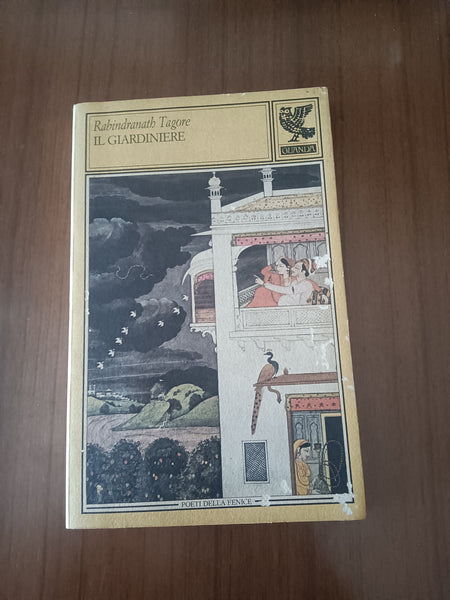 Rabindranath Tagore
IL GIARDINIERE
GUANDA
POETI DELLA FENICE